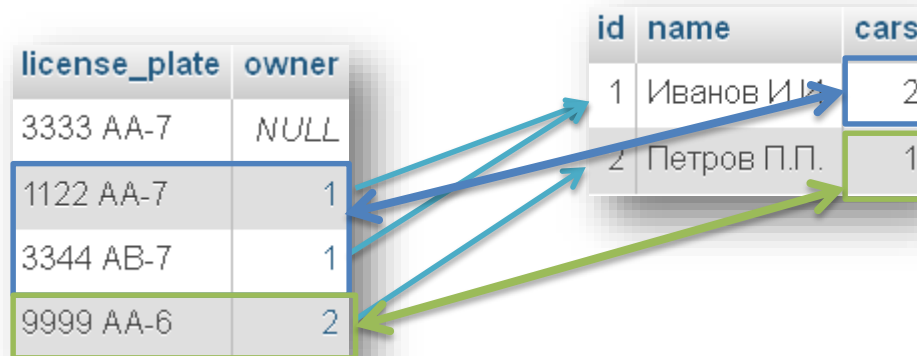 license_plate owner
3333 AA-7 NULL
1122 AA-7 1
3344 AB-7 1
9999 AA-6 2
id name cars
1 Иванов И.И. 2
2 Петров П.П. 1